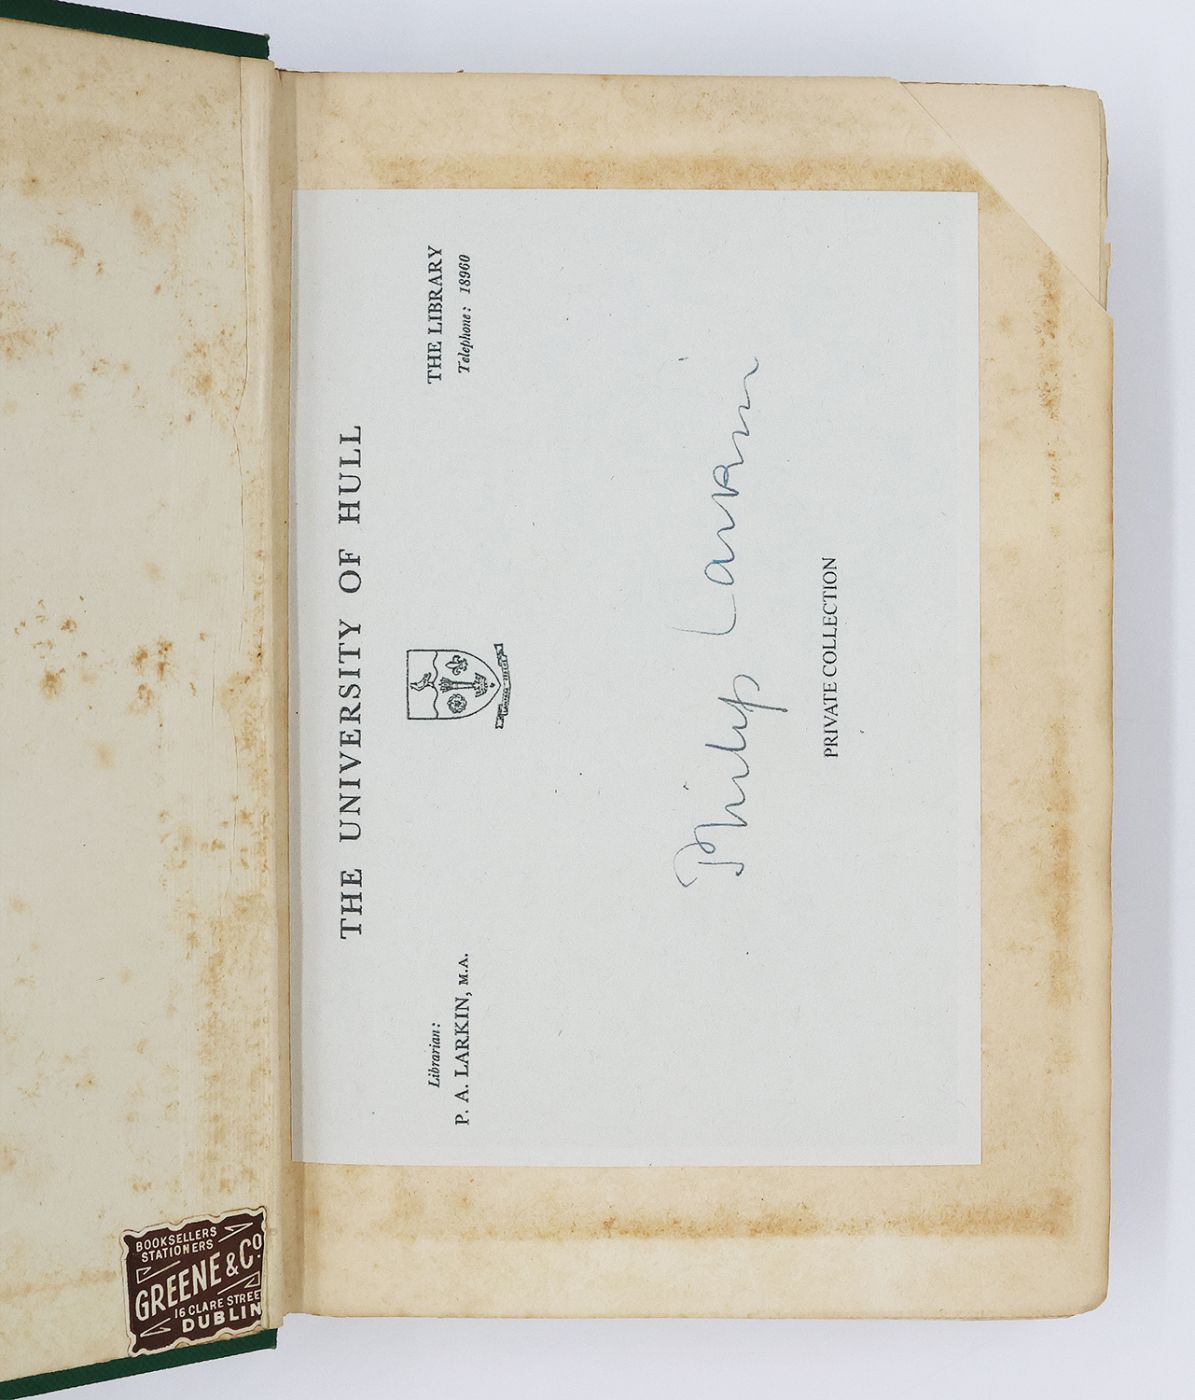 THE UNIVERSITY OF HULL
Librarian:
P. A. LARKIN, M.A.
THE LIBRARY
Telephone: 18960
Philip Larkin
PRIVATE COLLECTION
BOOKSELLERS
STATIONERS
GREENE & CO.
16 CLARE STREET
DUBLIN